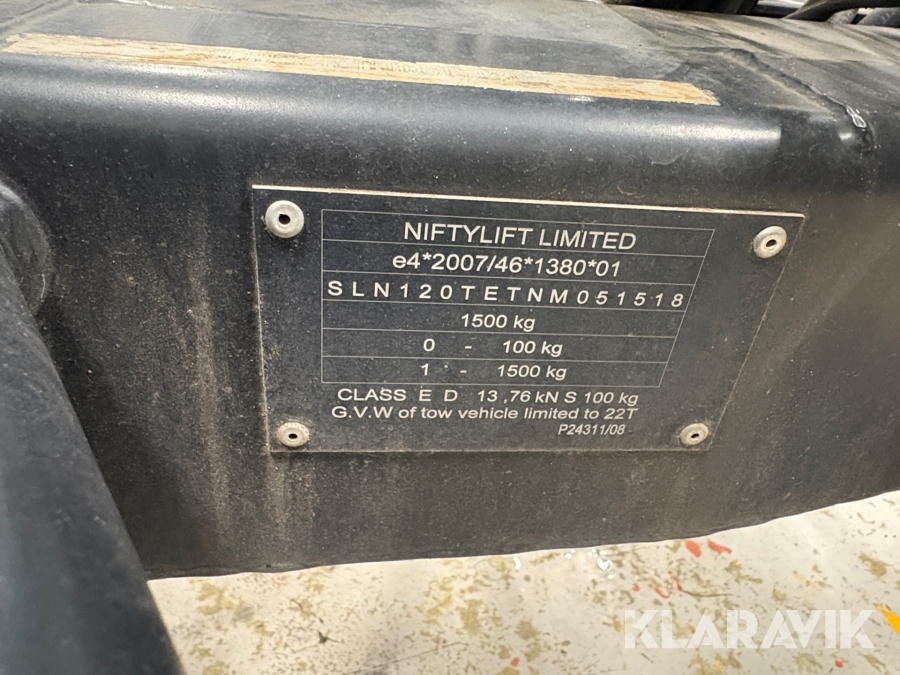 NIFTYLIFT LIMITED
e4*2007/46*1380*01
SLN120TETNM051518
1500 kg
0 - 100 kg
1 - 1500 kg
CLASS E D 13,76 kN S 100 kg
G.V.W of tow vehicle limited to 22T
P24311/08
KLARAVIK